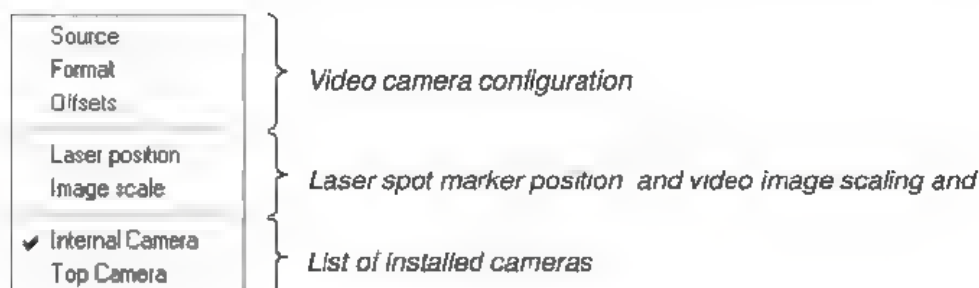 Source
Format
Offsets
Video camera configuration
Laser position
Image scale
Laser spot marker position and video image scaling and
Internal Camera
Top Camera
List of installed cameras